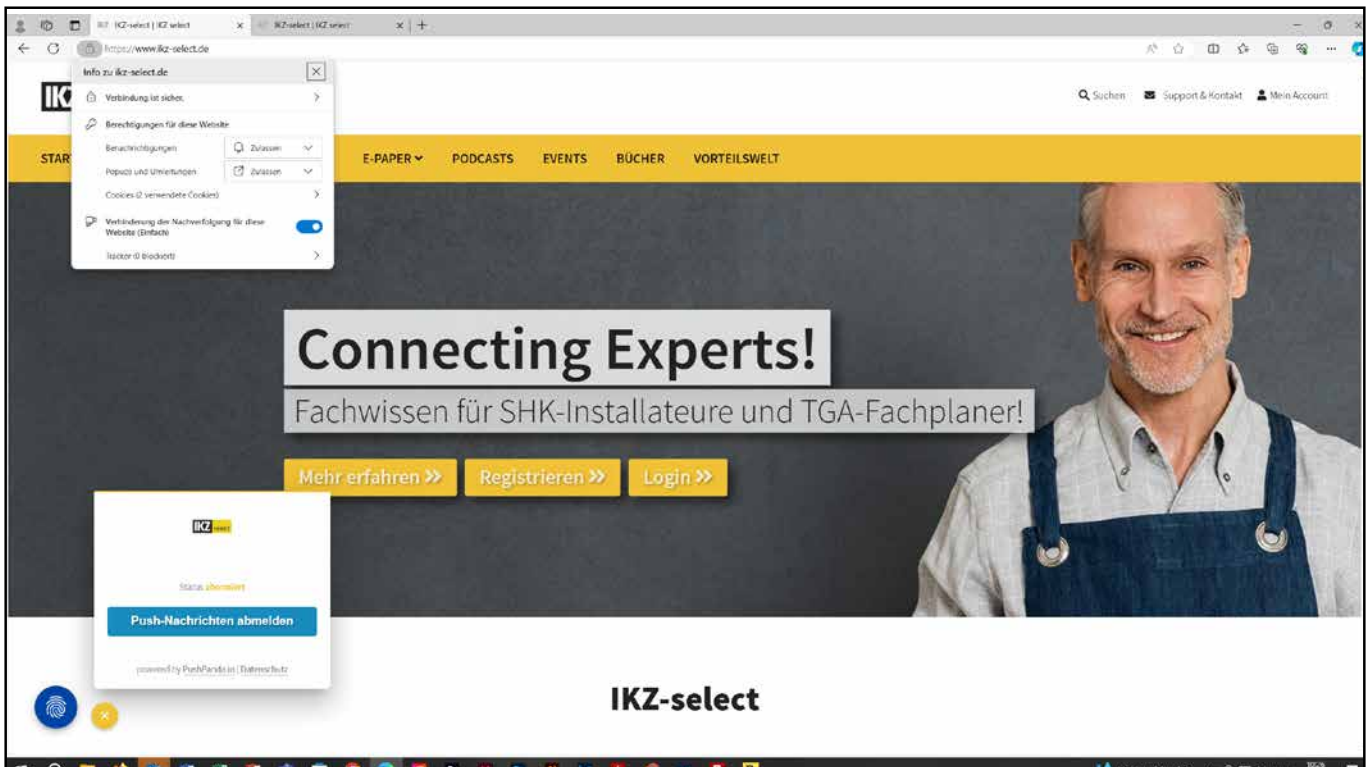 IKZ-select | IKZ select
IKZ-select | IKZ select
https://www.ikz-select.de
Info zu ikz-select.de
Verbindung ist sicher.
Berechtigungen für diese Website
Benachrichtigungen
Zulassen
Popups und Umleitungen
Zulassen
Cookies (2 verwendete Cookies)
Verhinderung der Nachverfolgung für diese
Website (Einfach)
Tracker (0 blockiert)
Suchen
Support & Kontakt
Mein Account
E-PAPER
PODCASTS
EVENTS
BÜCHER
VORTEILSWELT
Connecting Experts!
Fachwissen für SHK-Installateure und TGA-Fachplaner!
Mehr erfahren »
Registrieren »
Login »
IKZ select
Status: abonniert
Push-Nachrichten abmelden
powered by PushPanda.io | Datenschutz
IKZ-select